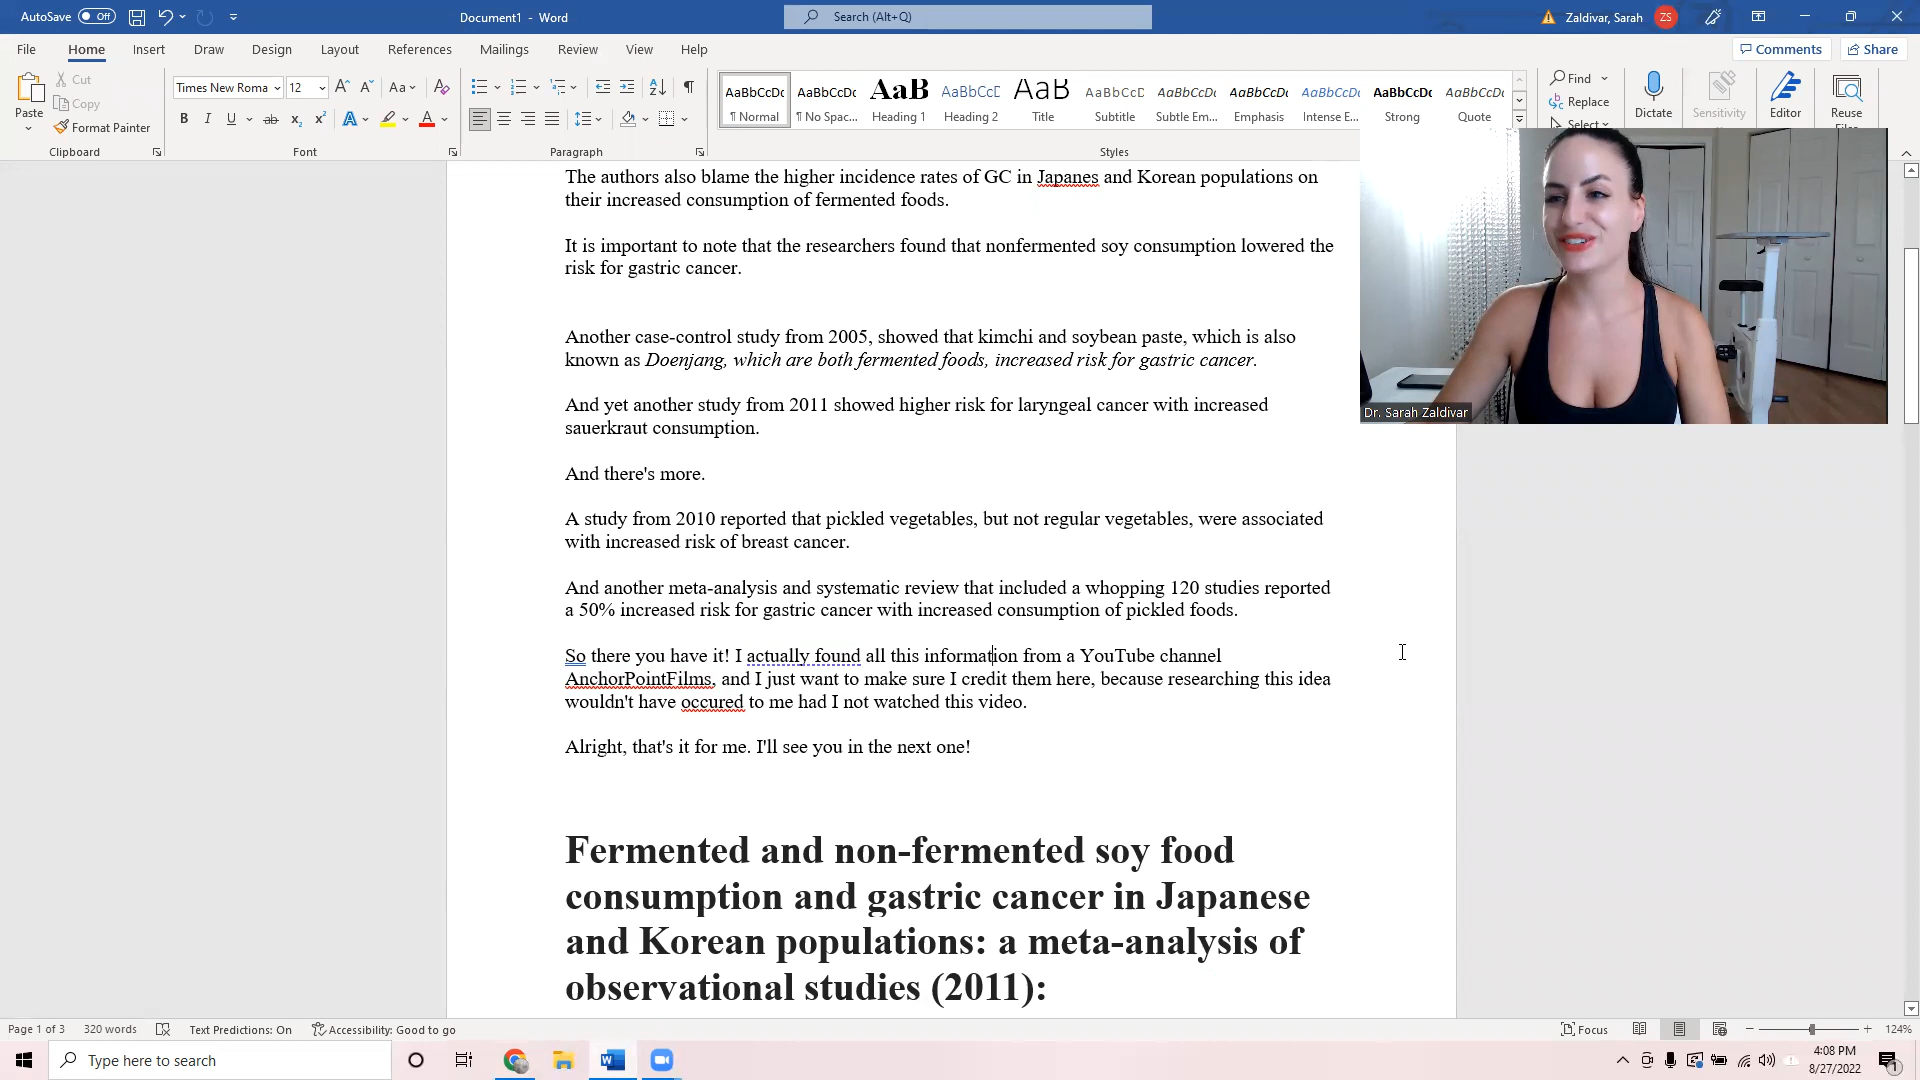 AutoSave Off Document1 - Word Search (Alt+Q) Zaldivar, Sarah ZS
File Home Insert Draw Design Layout References Mailings Review View Help Comments Share
Paste Cut Copy Format Painter
Times New Roma 12 Aa
AaBbCcDc AaBbCcDc AaB AaBbCcD AaB AaBbCcD AaBbCcDc AaBbCcDc AaBbCcDc AaBbCcDc AaBbCcDc
¶ Normal ¶ No Spac... Heading 1 Heading 2 Title Subtitle Subtle Em... Emphasis Intense E... Strong Quote
Find Replace Select Dictate Sensitivity Editor Reuse
Clipboard Font Paragraph Styles
The authors also blame the higher incidence rates of GC in Japanes and Korean populations on
their increased consumption of fermented foods.
It is important to note that the researchers found that nonfermented soy consumption lowered the
risk for gastric cancer.
Another case-control study from 2005, showed that kimchi and soybean paste, which is also
known as Doenjang, which are both fermented foods, increased risk for gastric cancer.
And yet another study from 2011 showed higher risk for laryngeal cancer with increased
sauerkraut consumption.
And there's more.
A study from 2010 reported that pickled vegetables, but not regular vegetables, were associated
with increased risk of breast cancer.
And another meta-analysis and systematic review that included a whopping 120 studies reported
a 50% increased risk for gastric cancer with increased consumption of pickled foods.
So there you have it! I actually found all this information from a YouTube channel
AnchorPointFilms, and I just want to make sure I credit them here, because researching this idea
wouldn't have occured to me had I not watched this video.
Alright, that's it for me. I'll see you in the next one!
Fermented and non-fermented soy food
consumption and gastric cancer in Japanese
and Korean populations: a meta-analysis of
observational studies (2011):
Dr. Sarah Zaldivar
Page 1 of 3 320 words Text Predictions: On Accessibility: Good to go Focus 124%
Type here to search 4:08 PM
8/27/2022